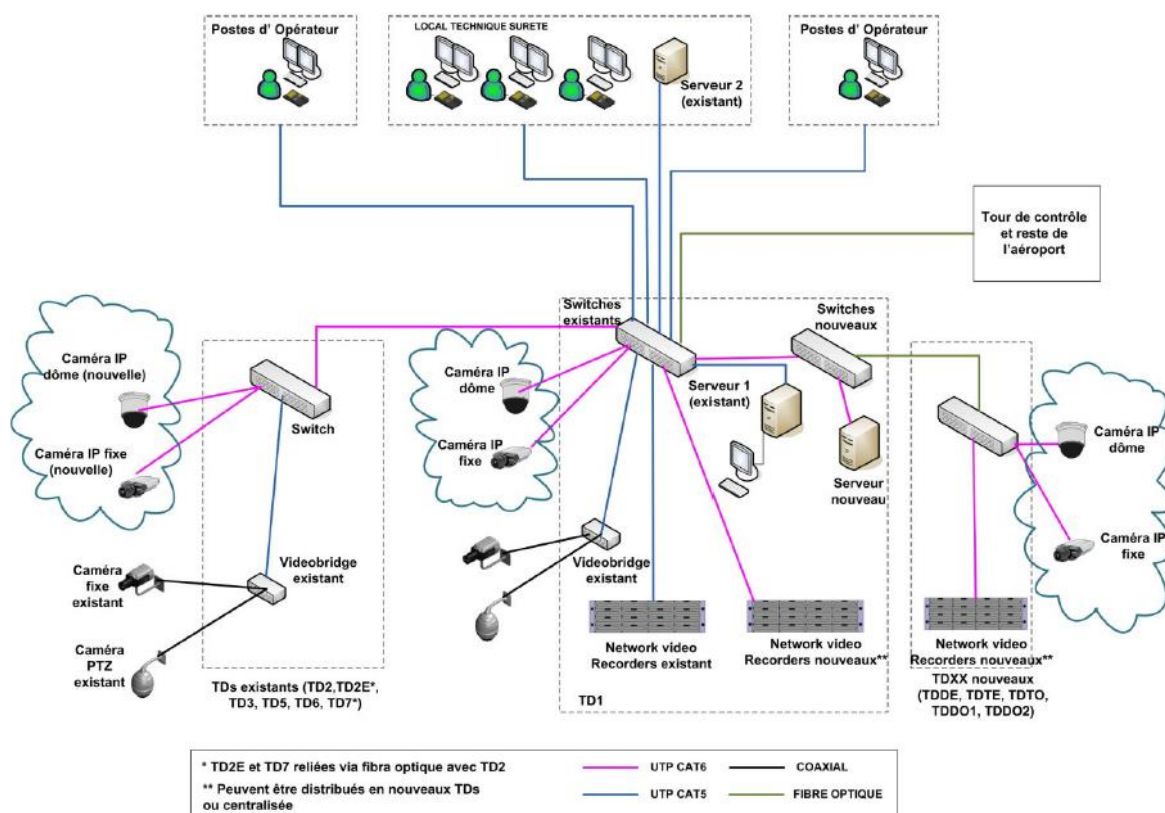 Postes d' Opérateur
LOCAL TECHNIQUE SURETE
Serveur 2
(existant)
Postes d' Opérateur
Tour de contrôle
et reste de
l'aéroport
Switches
existants
Switches
nouveaux
Caméra IP
dôme (nouvelle)
Caméra IP fixe
(nouvelle)
Switch
Caméra IP
dôme
Caméra IP
fixe
Serveur 1
(existant)
Serveur
nouveau
Caméra IP
dôme
Caméra IP
fixe
Caméra
fixe
existant
Caméra
PTZ
existant
Videobridge
existant
Videobridge
existant
Network video
Recorders existant
Network video
Recorders nouveaux**
Network video
Recorders nouveaux**
TDs existants (TD2,TD2E*,
TD3, TD5, TD6, TD7*)
TD1
TDXX nouveaux
(TDDE, TDTE, TDTO,
TDDO1, TDDO2)
* TD2E et TD7 reliées via fibra optique avec TD2
** Peuvent être distribués en nouveaux TDs
ou centralisée
UTP CAT6
COAXIAL
UTP CAT5
FIBRE OPTIQUE